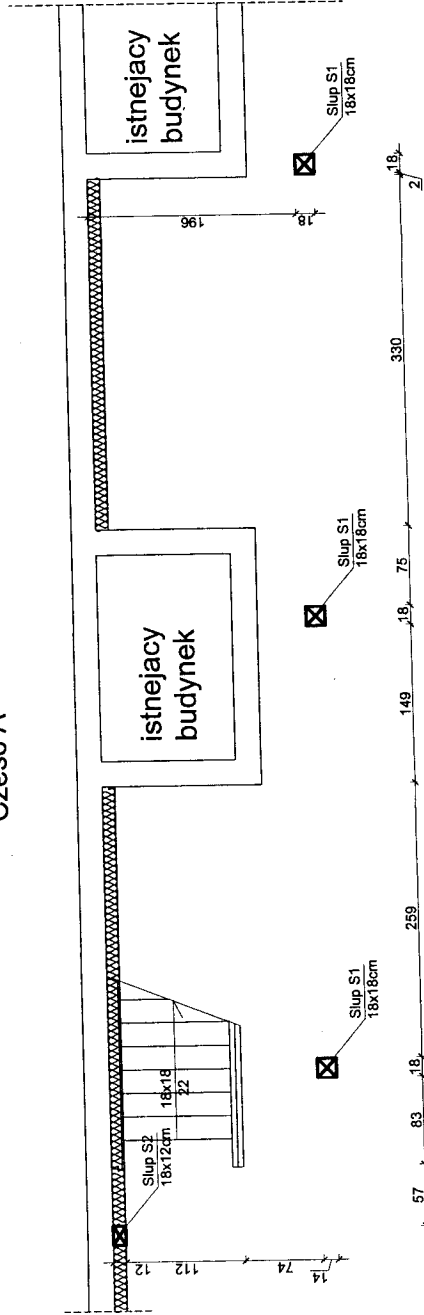 Część A
istnejacy
budynek
istnejacy
budynek
Slup S1
18x18cm
Slup S1
18x18cm
Slup S1
18x18cm
Slup S2
18x12cm
18x18
22
196
18
12
112
74
14
57
83
18
259
149
18
75
330
18
2